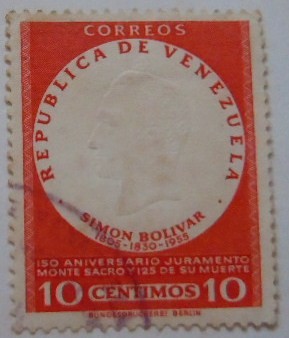 CORREOS
REPUBLICA DE VENEZUELA
SIMON BOLIVAR
1805-1830-1955
150 ANIVERSARIO JURAMENTO
MONTE SACRO Y 125 DE SU MUERTE
10 CENTIMOS 10
BUNDESDRUCKEREI BERLIN